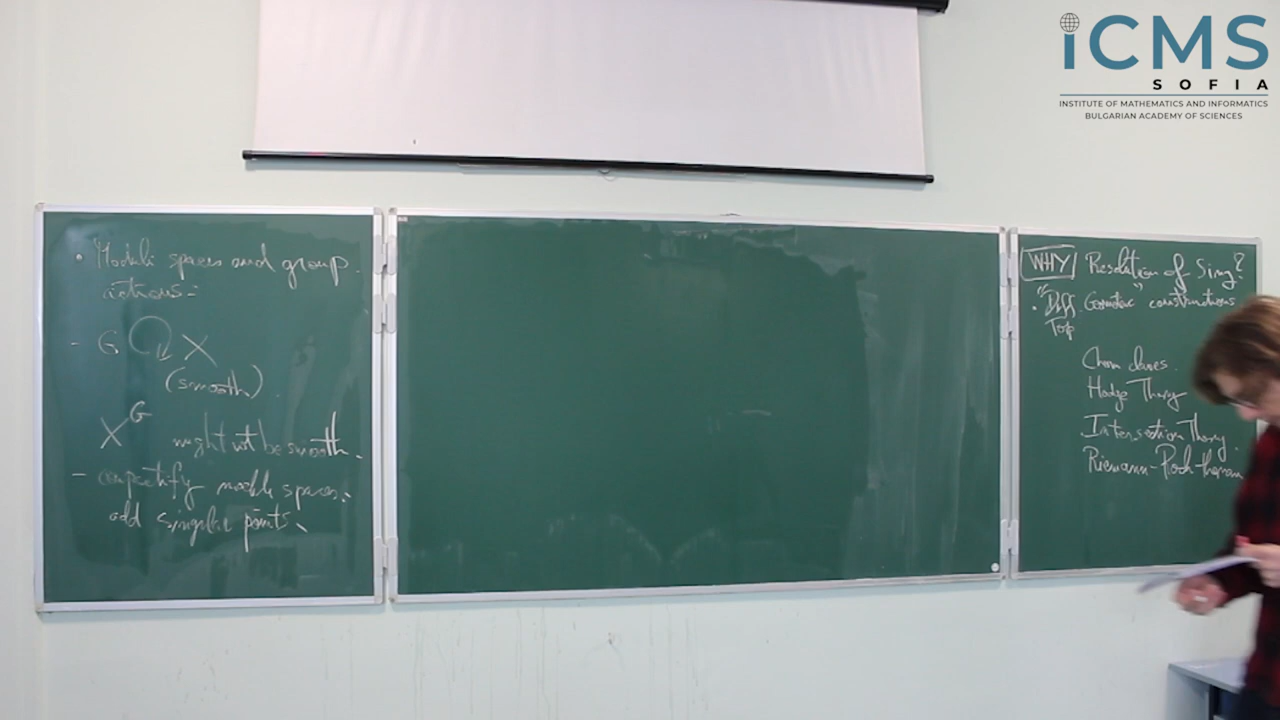 iCMS
SOFIA
INSTITUTE OF MATHEMATICS AND INFORMATICS
BULGARIAN ACADEMY OF SCIENCES
• Moduli spaces and group
actions:
- G X
(smooth)
X^G might not be smooth.
- compactify moduli spaces:
add singular points.
WHY Resolution of Sing?
• "Diff. Geometric" constructions
Top
Chern classes.
Hodge Theory
Intersection Theory.
Riemann-Roch theorem